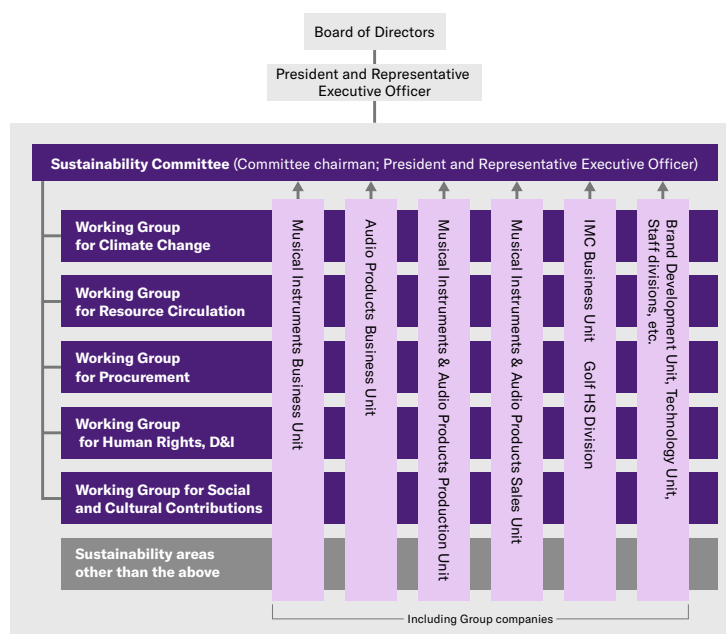 Board of Directors
President and Representative
Executive Officer
Sustainability Committee (Committee chairman; President and Representative Executive Officer)
Working Group
for Climate Change
Working Group
for Resource Circulation
Working Group
for Procurement
Working Group
for Human Rights, D&I
Working Group for Social
and Cultural Contributions
Sustainability areas
other than the above
Musical Instruments Business Unit
Audio Products Business Unit
Musical Instruments & Audio Products Production Unit
Musical Instruments & Audio Products Sales Unit
IMC Business Unit Golf HS Division
Brand Development Unit, Technology Unit,
Staff divisions, etc.
Including Group companies